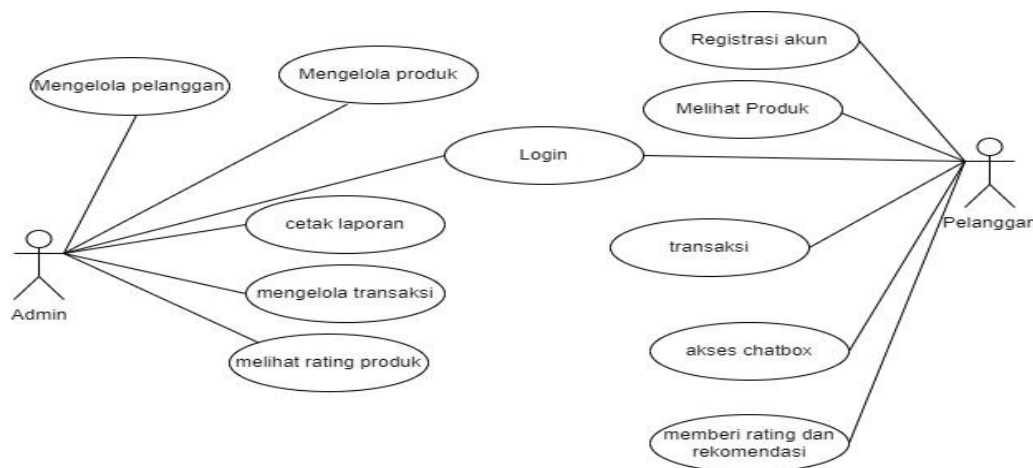 Registrasi akun
Mengelola produk
Mengelola pelanggan
Melihat Produk
Login
cetak laporan
Pelanggan
transaksi
mengelola transaksi
Admin
akses chatbox
melihat rating produk
memberi rating dan
rekomendasi